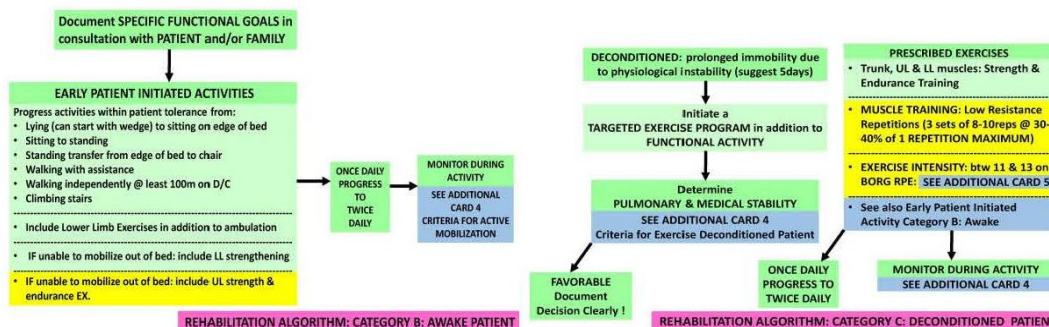 Document SPECIFIC FUNCTIONAL GOALS in
consultation with PATIENT and/or FAMILY
EARLY PATIENT INITIATED ACTIVITIES
Progress activities within patient tolerance from:
• Lying (can start with wedge) to sitting on edge of bed
• Sitting to standing
• Standing transfer from edge of bed to chair
• Walking with assistance
• Walking independently @ least 100m on D/C
• Climbing stairs
• Include Lower Limb Exercises in addition to ambulation
• IF unable to mobilize out of bed: include LL strengthening
• IF unable to mobilize out of bed: include UL strength &
endurance EX.
ONCE DAILY
PROGRESS
TO
TWICE
DAILY
MONITOR DURING
ACTIVITY
SEE ADDITIONAL
CARD 4
CRITERIA FOR ACTIVE
MOBILIZATION
REHABILITATION ALGORITHM: CATEGORY B: AWAKE PATIENT
DECONDITIONED: prolonged immobility due
to physiological instability (suggest 5days)
Initiate a
TARGETED EXERCISE PROGRAM in addition to
FUNCTIONAL ACTIVITY
Determine
PULMONARY & MEDICAL STABILITY
SEE ADDITIONAL CARD 4
Criteria for Exercise Deconditioned Patient
FAVORABLE
Document
Decision Clearly !
PRESCRIBED EXERCISES
• Trunk, UL & LL muscles: Strength &
Endurance Training
• MUSCLE TRAINING: Low Resistance
Repetitions (3 sets of 8-10reps @ 30-
40% of 1 REPETITION MAXIMUM)
• EXERCISE INTENSITY: btw 11 & 13 on
BORG RPE: SEE ADDITIONAL CARD 5
• See also Early Patient Initiated
Activity Category B: Awake
ONCE DAILY
PROGRESS TO
TWICE DAILY
MONITOR DURING ACTIVITY
SEE ADDITIONAL CARD 4
REHABILITATION ALGORITHM: CATEGORY C: DECONDITIONED PATIEN